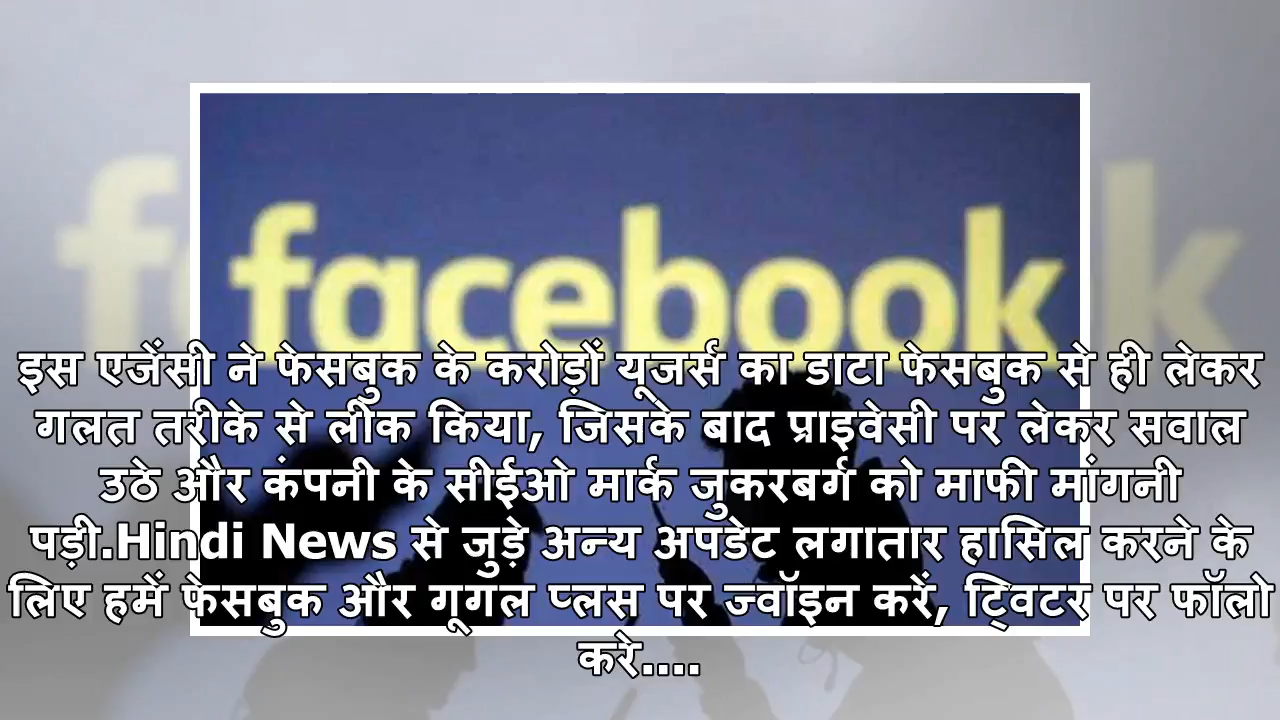 facebook
इस एजेंसी ने फेसबुक के करोड़ों यूजर्स का डाटा फेसबुक से ही लेकर
गलत तरीके से लीक किया, जिसके बाद प्राइवेसी पर लेकर सवाल
उठे और कंपनी के सीईओ मार्क जुकरबर्ग को माफी मांगनी
पड़ी.Hindi News से जुड़े अन्य अपडेट लगातार हासिल करने के
लिए हमें फेसबुक और गूगल प्लस पर ज्वॉइन करें, ट्विटर पर फॉलो
करे....